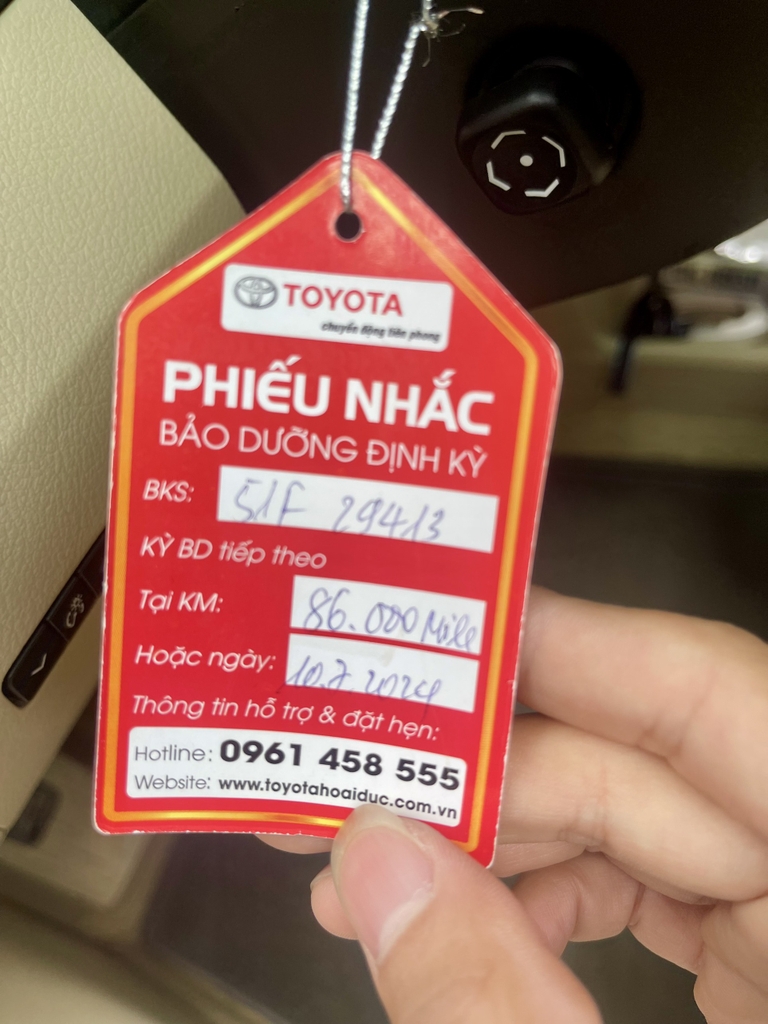 TOYOTA
chuyển động tiên phong
PHIẾU NHẮC
BẢO DƯỠNG ĐỊNH KỲ
BKS: 51F 29413
KỲ BD tiếp theo
Tại KM: 86.000 Mile
Hoặc ngày: 10.7.2024
Thông tin hỗ trợ & đặt hẹn:
Hotline: 0961 458 555
Website: www.toyotahoaiduc.com.vn